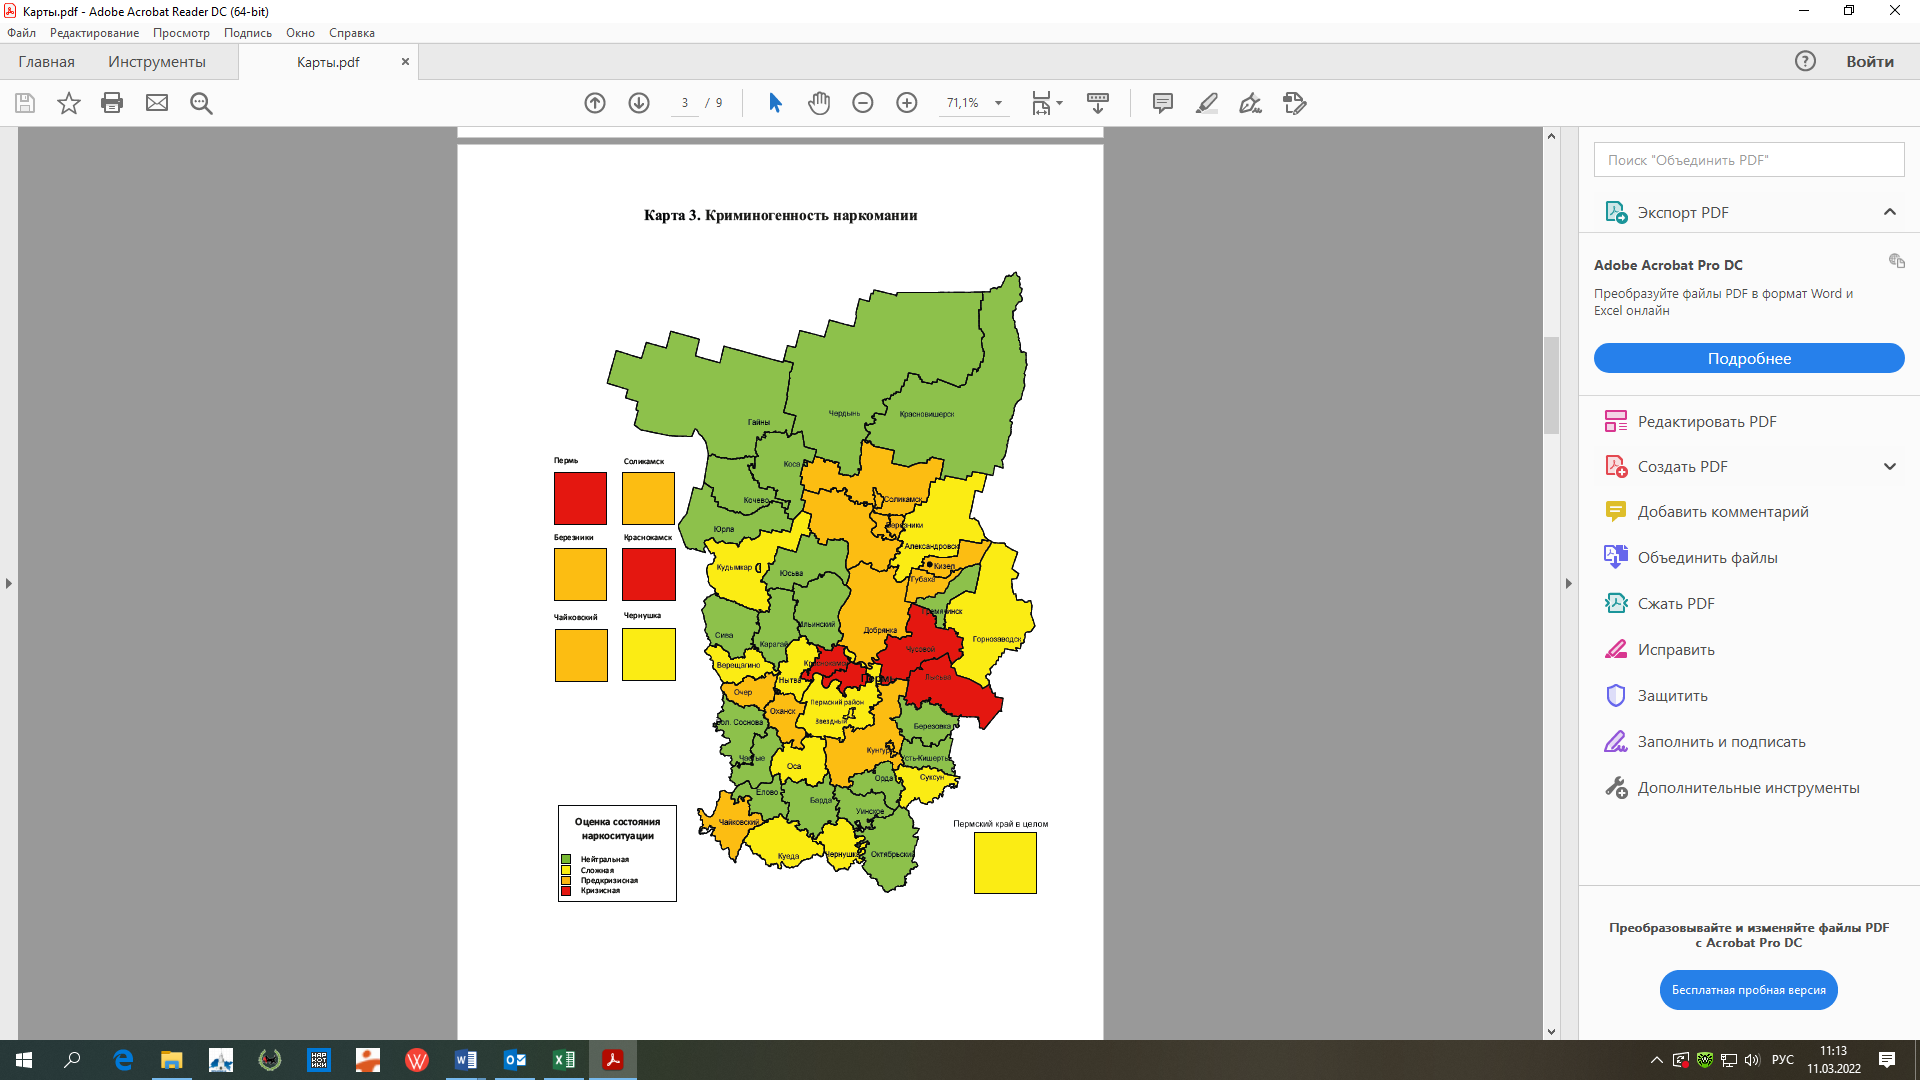 Карты.pdf - Adobe Acrobat Reader DC (64-bit)
Файл Редактирование Просмотр Подпись Окно Справка
Главная Инструменты Карты.pdf × ? Войти
3 / 9 71,1%
Карта 3. Криминогенность наркомании
Гайны
Чердынь
Красновишерск
Коса
Кочево
Юрла
Соликамск
Березники
Александровск
Кизел
Губаха
Гремячинск
Горнозаводск
Кудымкар
Юсьва
Ильинский
Добрянка
Сива
Карагай
Чусовой
Верещагино
Краснокамск
Нытва
Пермь
Лысьва
Очер
Оханск
Пермский район
Звездный
Бол. Соснова
Березовка
Кунгур
Усть-Кишерть
Частые
Оса
Орда
Суксун
Елово
Барда
Уинское
Чайковский
Куеда
Чернушка
Октябрьский
Пермь Соликамск
Березники Краснокамск
Чайковский Чернушка
Оценка состояния
наркоситуации
Нейтральная
Сложная
Предкризисная
Кризисная
Пермский край в целом
Поиск "Объединить PDF"
Экспорт PDF
Adobe Acrobat Pro DC
Преобразуйте файлы PDF в формат Word и
Excel онлайн
Подробнее
Редактировать PDF
Создать PDF
Добавить комментарий
Объединить файлы
Сжать PDF
Исправить
Защитить
Заполнить и подписать
Дополнительные инструменты
Преобразовывайте и изменяйте файлы PDF
с Acrobat Pro DC
Бесплатная пробная версия
НАР
КОТ
ИКИ
РУС
11:13
11.03.2022